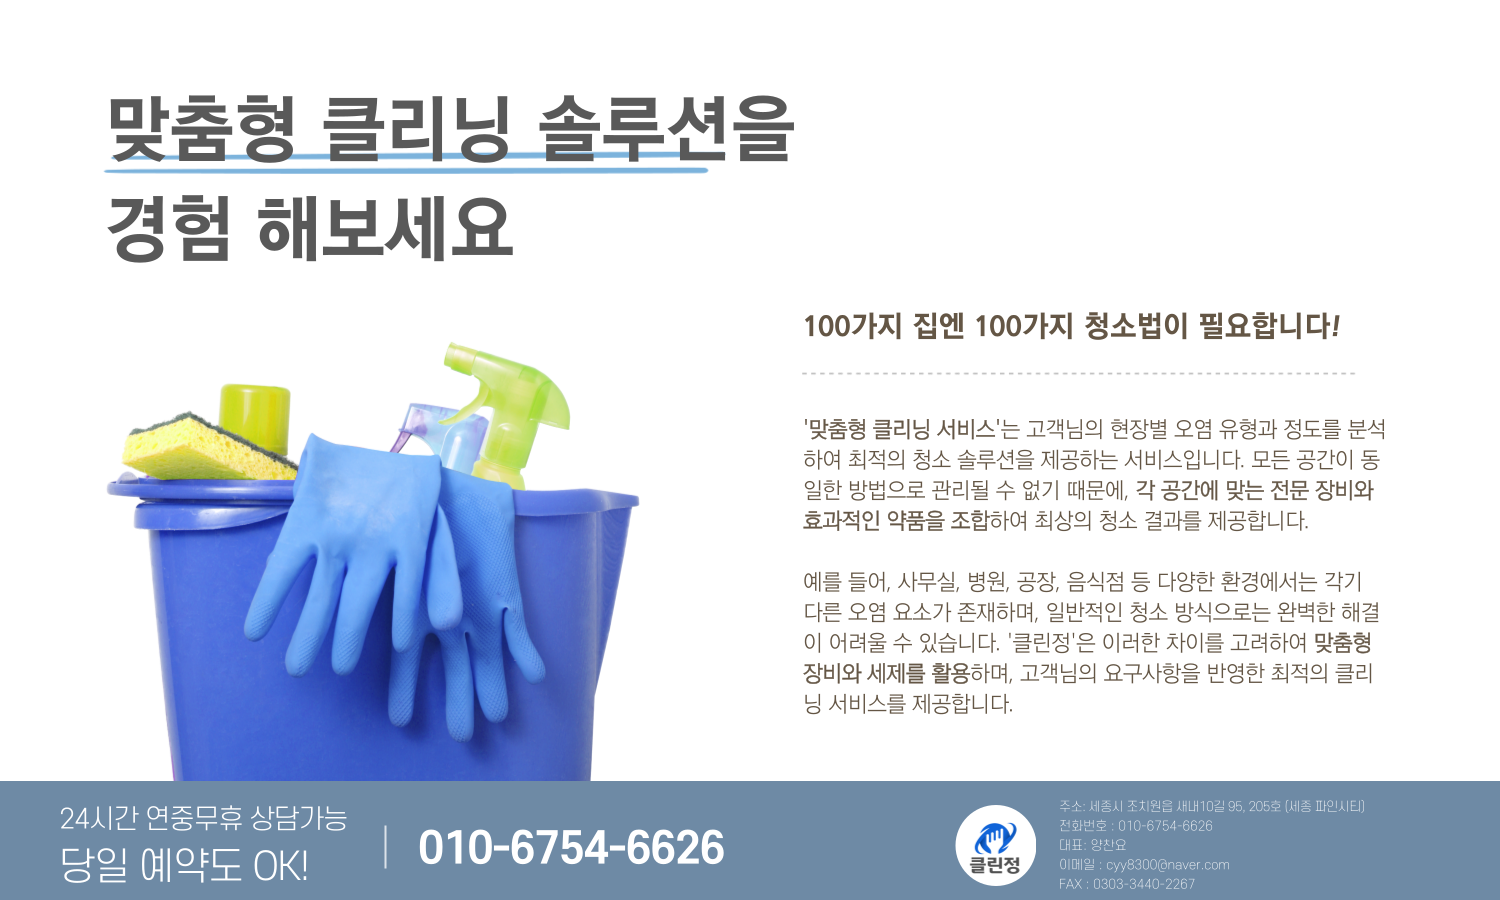 맞춤형 클리닝 솔루션을
경험 해보세요
100가지 집엔 100가지 청소법이 필요합니다!
'맞춤형 클리닝 서비스'는 고객님의 현장별 오염 유형과 정도를 분석
하여 최적의 청소 솔루션을 제공하는 서비스입니다. 모든 공간이 동
일한 방법으로 관리될 수 없기 때문에, 각 공간에 맞는 전문 장비와
효과적인 약품을 조합하여 최상의 청소 결과를 제공합니다.
예를 들어, 사무실, 병원, 공장, 음식점 등 다양한 환경에서는 각기
다른 오염 요소가 존재하며, 일반적인 청소 방식으로는 완벽한 해결
이 어려울 수 있습니다. '클린정'은 이러한 차이를 고려하여 맞춤형
장비와 세제를 활용하며, 고객님의 요구사항을 반영한 최적의 클리
닝 서비스를 제공합니다.
24시간 연중무휴 상담가능
당일 예약도 OK!
010-6754-6626
클린정
주소: 세종시 조치원읍 새내10길 95, 205호 (세종 파인시티)
전화번호 : 010-6754-6626
대표: 양찬요
이메일 : cyy8300@naver.com
FAX : 0303-3440-2267